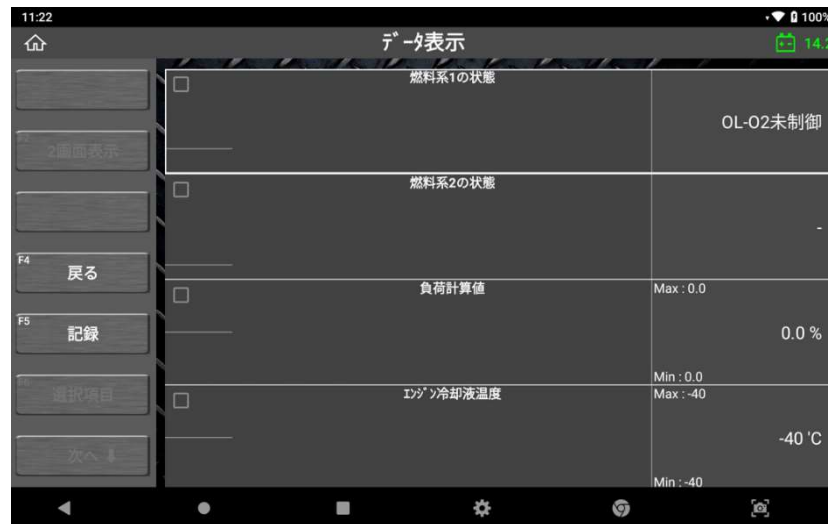 11:22
100%
ﾃﾞｰﾀ表示
14.2
燃料系1の状態
OL-O2未制御
2画面表示
燃料系2の状態
-
F4
戻る
負荷計算値
Max : 0.0
F5
記録
0.0 %
Min : 0.0
選択項目
ｴﾝｼﾞﾝ冷却液温度
Max : -40
-40 'C
次へ ⬇
Min : -40